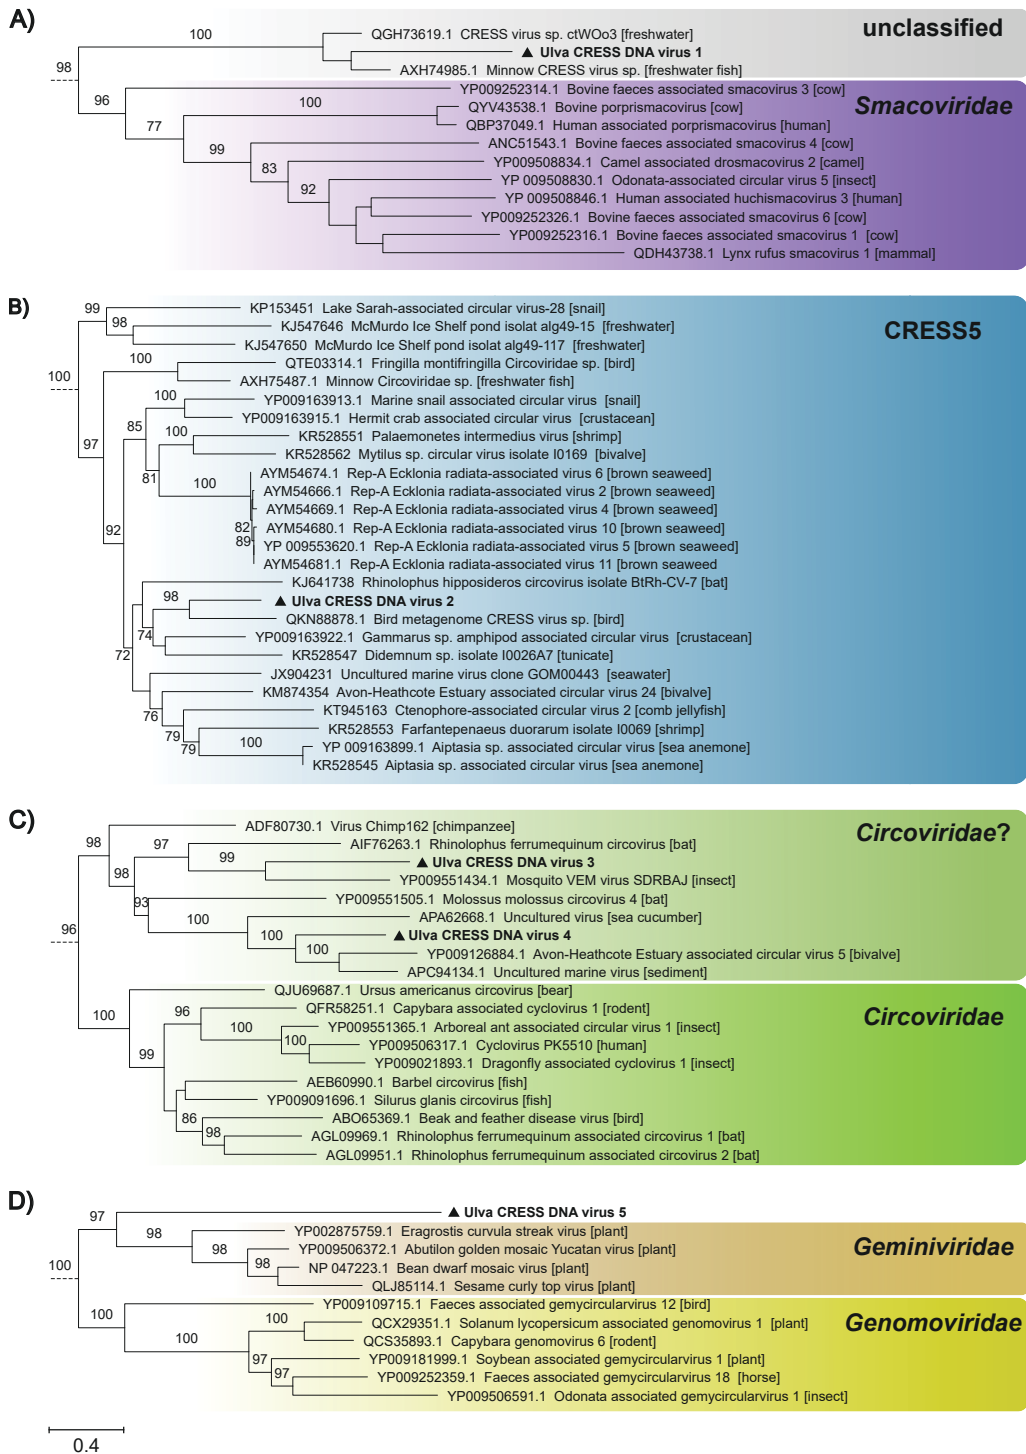 A)
unclassified
100
QGH73619.1 CRESS virus sp. ctWOo3 [freshwater]
▲ Ulva CRESS DNA virus 1
98
AXH74985.1 Minnow CRESS virus sp. [freshwater fish]
YP009252314.1 Bovine faeces associated smacovirus 3 [cow]
Smacoviridae
96
100
QYV43538.1 Bovine porprismacovirus [cow]
QBP37049.1 Human associated porprismacovirus [human]
77
ANC51543.1 Bovine faeces associated smacovirus 4 [cow]
99
YP009508834.1 Camel associated drosmacovirus 2 [camel]
83
YP 009508830.1 Odonata-associated circular virus 5 [insect]
92
YP 009508846.1 Human associated huchismacovirus 3 [human]
YP009252326.1 Bovine faeces associated smacovirus 6 [cow]
YP009252316.1 Bovine faeces associated smacovirus 1 [cow]
QDH43738.1 Lynx rufus smacovirus 1 [mammal]
B)
CRESS5
99
KP153451 Lake Sarah-associated circular virus-28 [snail]
98
KJ547646 McMurdo Ice Shelf pond isolat alg49-15 [freshwater]
KJ547650 McMurdo Ice Shelf pond isolat alg49-117 [freshwater]
100
QTE03314.1 Fringilla montifringilla Circoviridae sp. [bird]
100
AXH75487.1 Minnow Circoviridae sp. [freshwater fish]
100
YP009163913.1 Marine snail associated circular virus [snail]
YP009163915.1 Hermit crab associated circular virus [crustacean]
85
100
KR528551 Palaemonetes intermedius virus [shrimp]
97
KR528562 Mytilus sp. circular virus isolate I0169 [bivalve]
81
AYM54674.1 Rep-A Ecklonia radiata-associated virus 6 [brown seaweed]
100
AYM54666.1 Rep-A Ecklonia radiata-associated virus 2 [brown seaweed]
AYM54669.1 Rep-A Ecklonia radiata-associated virus 4 [brown seaweed]
92
82
AYM54680.1 Rep-A Ecklonia radiata-associated virus 10 [brown seaweed]
89
YP 009553620.1 Rep-A Ecklonia radiata-associated virus 5 [brown seaweed]
AYM54681.1 Rep-A Ecklonia radiata-associated virus 11 [brown seaweed
KJ641738 Rhinolophus hipposideros circovirus isolate BtRh-CV-7 [bat]
98
▲ Ulva CRESS DNA virus 2
QKN88878.1 Bird metagenome CRESS virus sp. [bird]
74
YP009163922.1 Gammarus sp. amphipod associated circular virus [crustacean]
72
KR528547 Didemnum sp. isolate I0026A7 [tunicate]
JX904231 Uncultured marine virus clone GOM00443 [seawater]
KM874354 Avon-Heathcote Estuary associated circular virus 24 [bivalve]
76
KT945163 Ctenophore-associated circular virus 2 [comb jellyfish]
79
KR528553 Farfantepenaeus duorarum isolate I0069 [shrimp]
79
100
YP 009163899.1 Aiptasia sp. associated circular virus [sea anemone]
KR528545 Aiptasia sp. associated circular virus [sea anemone]
C)
Circoviridae?
98
ADF80730.1 Virus Chimp162 [chimpanzee]
97
AIF76263.1 Rhinolophus ferrumequinum circovirus [bat]
99
▲ Ulva CRESS DNA virus 3
98
YP009551434.1 Mosquito VEM virus SDRBAJ [insect]
93
YP009551505.1 Molossus molossus circovirus 4 [bat]
100
APA62668.1 Uncultured virus [sea cucumber]
96
100
▲ Ulva CRESS DNA virus 4
100
YP009126884.1 Avon-Heathcote Estuary associated circular virus 5 [bivalve]
APC94134.1 Uncultured marine virus [sediment]
QJU69687.1 Ursus americanus circovirus [bear]
Circoviridae
100
96
QFR58251.1 Capybara associated cyclovirus 1 [rodent]
100
YP009551365.1 Arboreal ant associated circular virus 1 [insect]
100
YP009506317.1 Cyclovirus PK5510 [human]
99
YP009021893.1 Dragonfly associated cyclovirus 1 [insect]
AEB60990.1 Barbel circovirus [fish]
YP009091696.1 Silurus glanis circovirus [fish]
86
ABO65369.1 Beak and feather disease virus [bird]
98
AGL09969.1 Rhinolophus ferrumequinum associated circovirus 1 [bat]
AGL09951.1 Rhinolophus ferrumequinum associated circovirus 2 [bat]
D)
97
▲ Ulva CRESS DNA virus 5
98
YP002875759.1 Eragrostis curvula streak virus [plant]
Geminiviridae
98
YP009506372.1 Abutilon golden mosaic Yucatan virus [plant]
98
NP 047223.1 Bean dwarf mosaic virus [plant]
100
QLJ85114.1 Sesame curly top virus [plant]
YP009109715.1 Faeces associated gemycircularvirus 12 [bird]
Genomoviridae
100
100
QCX29351.1 Solanum lycopersicum associated genomovirus 1 [plant]
100
QCS35893.1 Capybara genomovirus 6 [rodent]
97
YP009181999.1 Soybean associated gemycircularvirus 1 [plant]
97
YP009252359.1 Faeces associated gemycircularvirus 18 [horse]
YP009506591.1 Odonata associated gemycircularvirus 1 [insect]
0.4